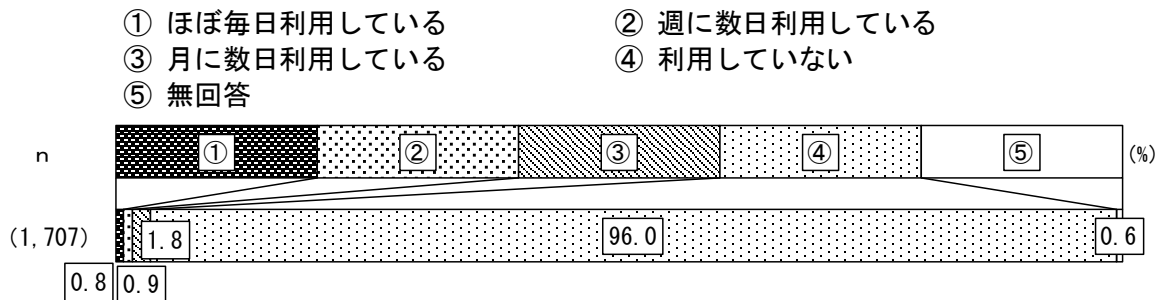 ① ほぼ毎日利用している ② 週に数日利用している
③ 月に数日利用している ④ 利用していない
⑤ 無回答
n ① ② ③ ④ ⑤ (%)
(1,707) 1.8 96.0 0.6
0.8 0.9